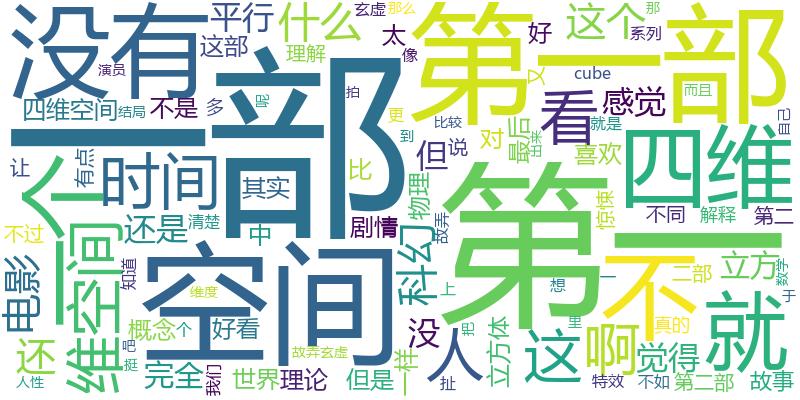 没有
一部
第一部
第一
不
空间
四维
一个
维空间
时间
就
看
这
人
啊
科幻
电影
什么
平行
这个
感觉
这部
理解
太
好
玄虚
那么
像
系列
那
演员
四维空间
结局
不是
多
呢
拍
更
到
又
cube
比较
就是
出来
而且
自己
让
有点
其实
比
但
说
对
最后
喜欢
不同
解释
第二
还是
清楚
中
剧情
物理
故弄
惊悚
不过
知道
维度
上
想
一
二部
立方
数学
于
还
概念
个
好看
故弄玄虚
没
把
立方体
里
真的
觉得
吧
挺
人性
完全
我们
世界
理论
但是
一样
扯
特效
不如
第二部
故事